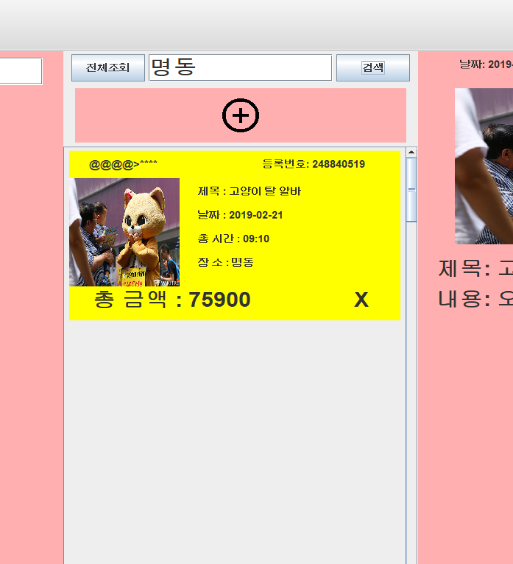 전체조회
명동
검색
날짜: 2019-
@@@@>****
등록번호: 248840519
제목 : 고양이 탈 알바
날짜 : 2019-02-21
총 시간 : 09:10
장 소 : 명동
총 금액 : 75900
X
제목: 고
내용: 오